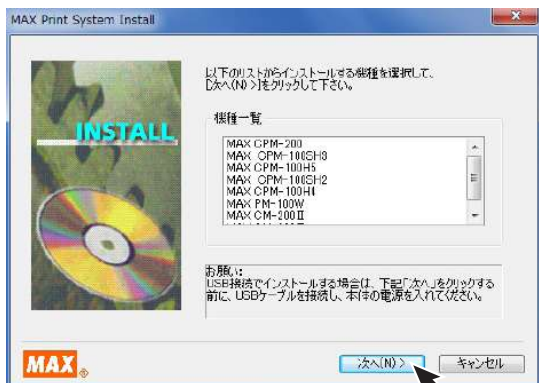 MAX Print System Install
以下のリストからインストールする機種を選択して、
[次へ(N) >]をクリックして下さい。
INSTALL
機種一覧
MAX CPM-200
MAX CPM-100SH3
MAX CPM-100H5
MAX CPM-100SH2
MAX CPM-100H4
MAX PM-100W
MAX CM-200Ⅱ
お願い:
USB接続でインストールする場合は、下記「次へ」をクリックする
前に、USBケーブルを接続し、本体の電源を入れてください。
MAX®
次へ(N) >
キャンセル